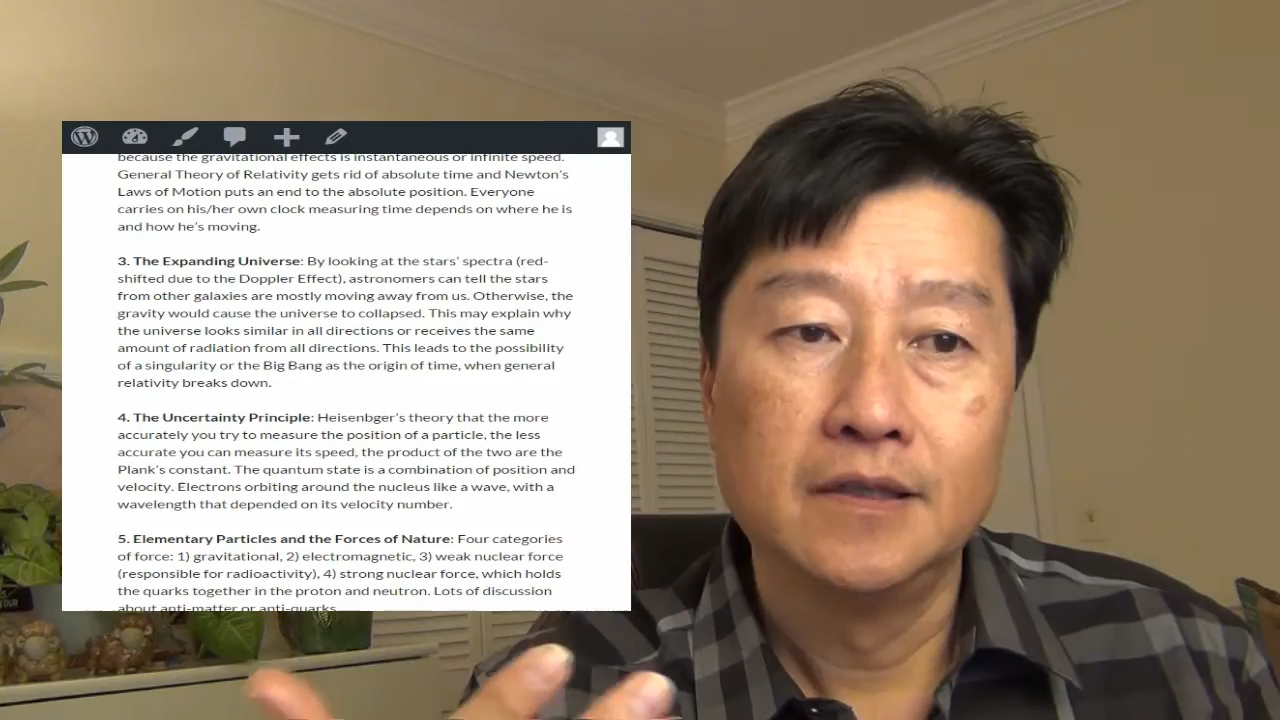 because the gravitational effects is instantaneous or infinite speed.
General Theory of Relativity gets rid of absolute time and Newton's
Laws of Motion puts an end to the absolute position. Everyone
carries on his/her own clock measuring time depends on where he is
and how he's moving.
3. The Expanding Universe: By looking at the stars' spectra (red-
shifted due to the Doppler Effect), astronomers can tell the stars
from other galaxies are mostly moving away from us. Otherwise, the
gravity would cause the universe to collapsed. This may explain why
the universe looks similar in all directions or receives the same
amount of radiation from all directions. This leads to the possibility
of a singularity or the Big Bang as the origin of time, when general
relativity breaks down.
4. The Uncertainty Principle: Heisenbger's theory that the more
accurately you try to measure the position of a particle, the less
accurate you can measure its speed, the product of the two are the
Plank's constant. The quantum state is a combination of position and
velocity. Electrons orbiting around the nucleus like a wave, with a
wavelength that depended on its velocity number.
5. Elementary Particles and the Forces of Nature: Four categories
of force: 1) gravitational, 2) electromagnetic, 3) weak nuclear force
(responsible for radioactivity), 4) strong nuclear force, which holds
the quarks together in the proton and neutron. Lots of discussion
about anti-matter or anti-quarks